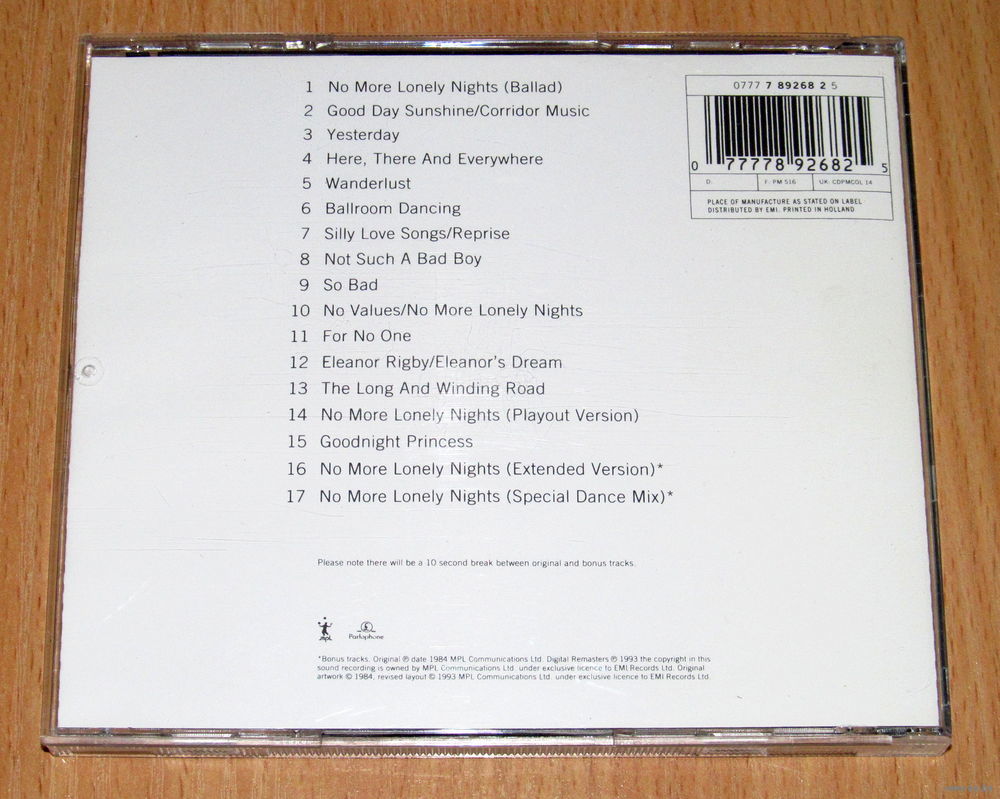 1 No More Lonely Nights (Ballad)
2 Good Day Sunshine/Corridor Music
3 Yesterday
4 Here, There And Everywhere
5 Wanderlust
6 Ballroom Dancing
7 Silly Love Songs/Reprise
8 Not Such A Bad Boy
9 So Bad
10 No Values/No More Lonely Nights
11 For No One
12 Eleanor Rigby/Eleanor's Dream
13 The Long And Winding Road
14 No More Lonely Nights (Playout Version)
15 Goodnight Princess
16 No More Lonely Nights (Extended Version)*
17 No More Lonely Nights (Special Dance Mix)*
0777 7 89268 2 5
0 77778 92682 5
D: F: PM 516 UK: CDPMCOL 14
PLACE OF MANUFACTURE AS STATED ON LABEL
DISTRIBUTED BY EMI. PRINTED IN HOLLAND
Please note there will be a 10 second break between original and bonus tracks.
MPL Parlophone
*Bonus tracks. Original ℗ date 1984 MPL Communications Ltd. Digital Remasters ℗ 1993 the copyright in this
sound recording is owned by MPL Communications Ltd. under exclusive licence to EMI Records Ltd. Original
artwork © 1984, revised layout © 1993 MPL Communications Ltd. under exclusive licence to EMI Records Ltd.